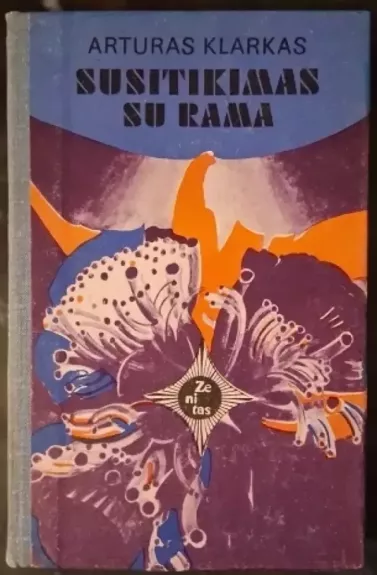 ARTURAS KLARKAS
SUSITIKIMAS
SU RAMA
Ze
ni
tas